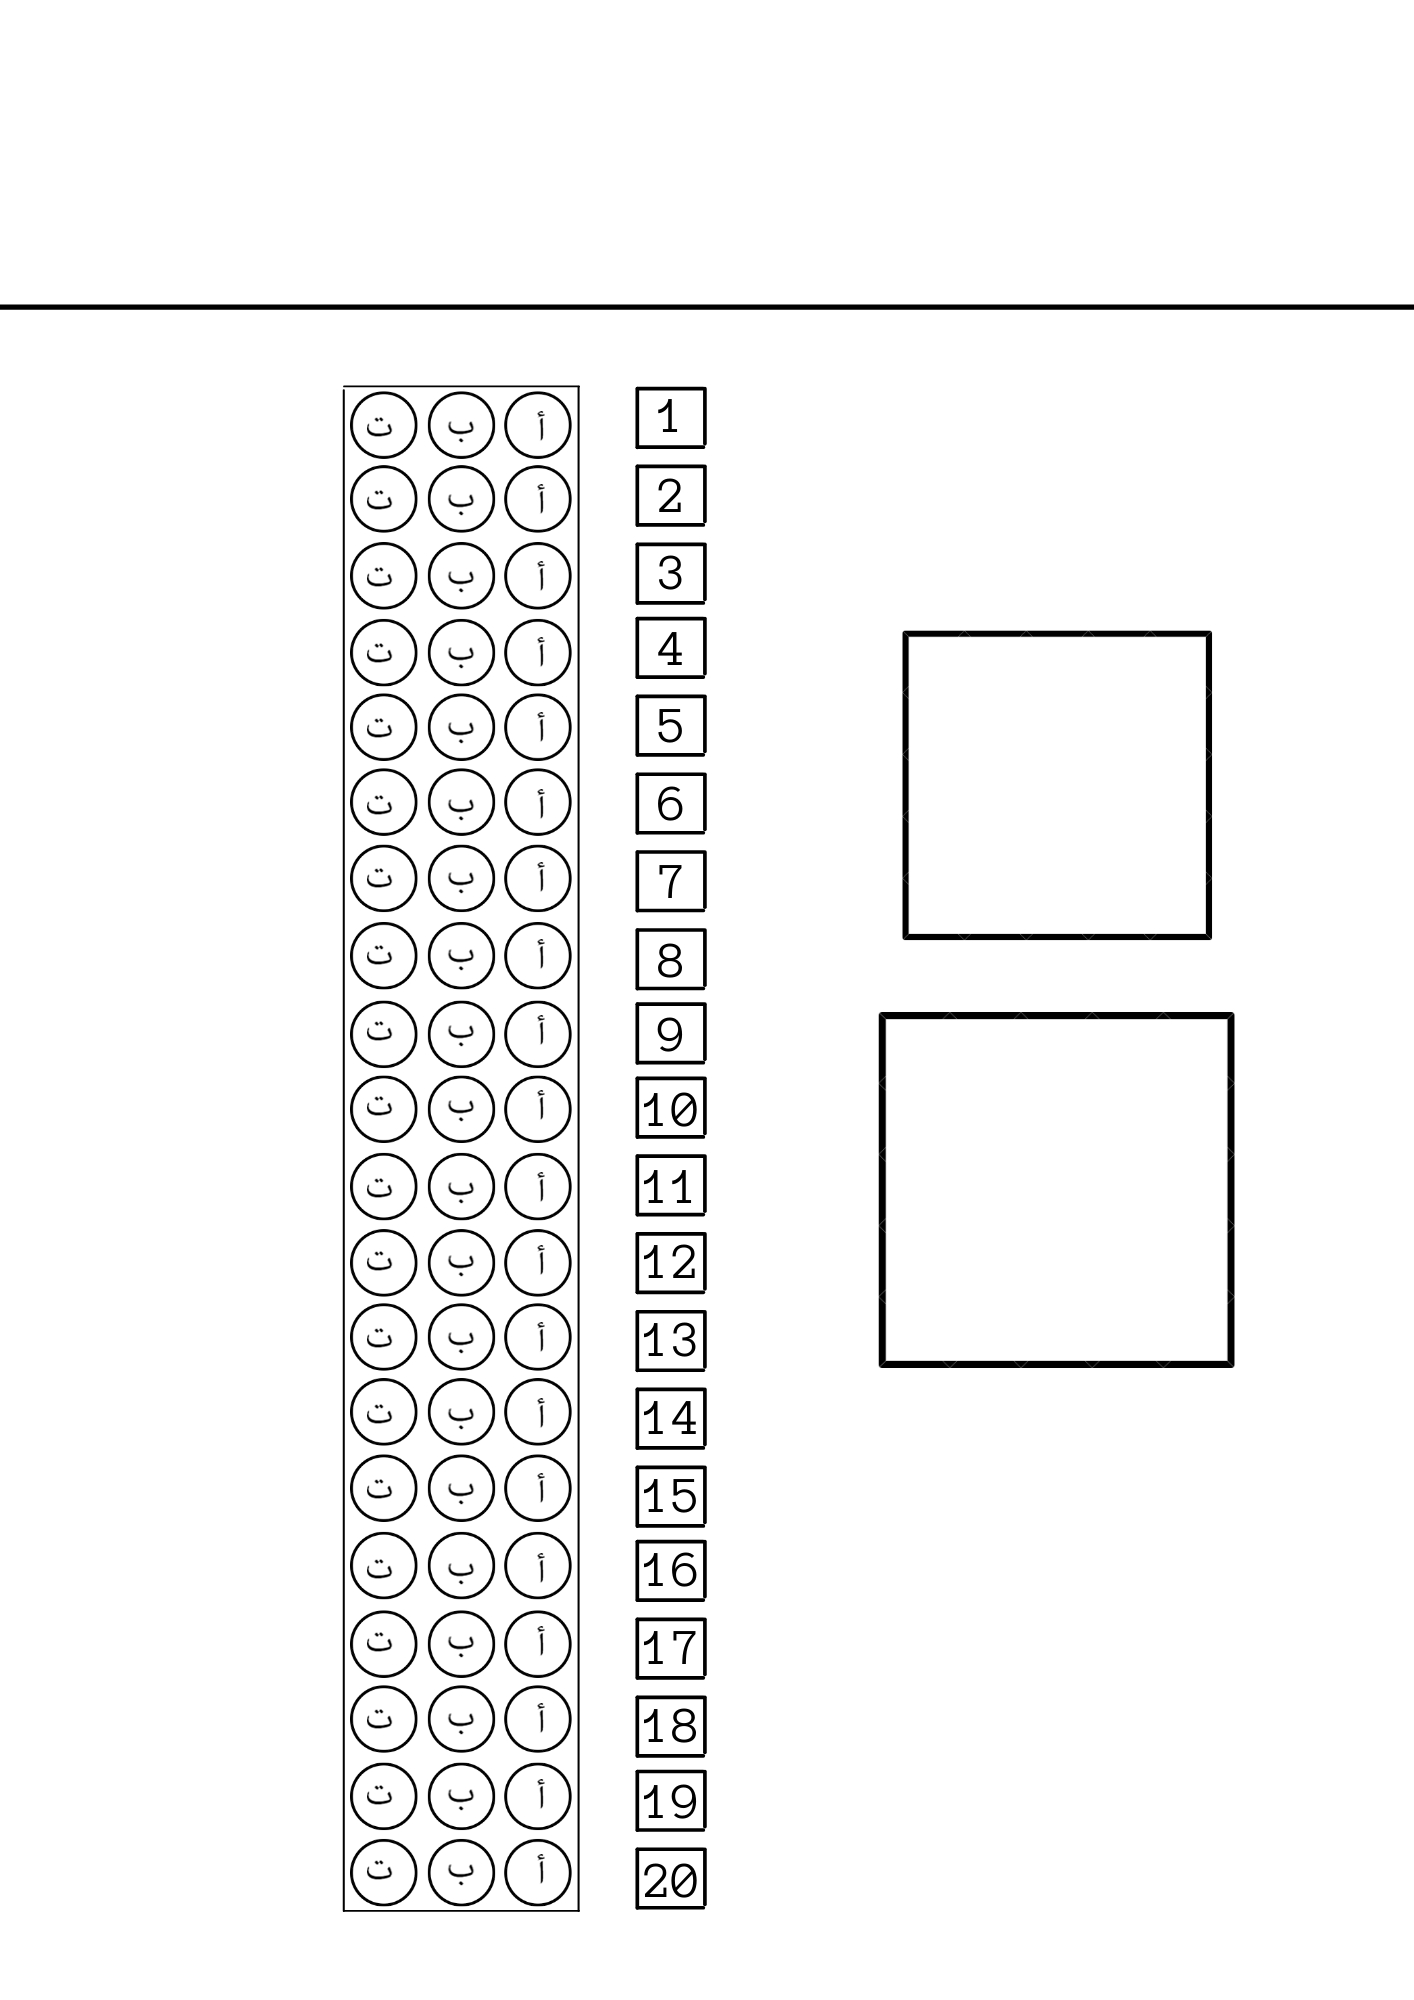 1 أ ب ت
2 أ ب ت
3 أ ب ت
4 أ ب ت
5 أ ب ت
6 أ ب ت
7 أ ب ت
8 أ ب ت
9 أ ب ت
10 أ ب ت
11 أ ب ت
12 أ ب ت
13 أ ب ت
14 أ ب ت
15 أ ب ت
16 أ ب ت
17 أ ب ت
18 أ ب ت
19 أ ب ت
20 أ ب ت